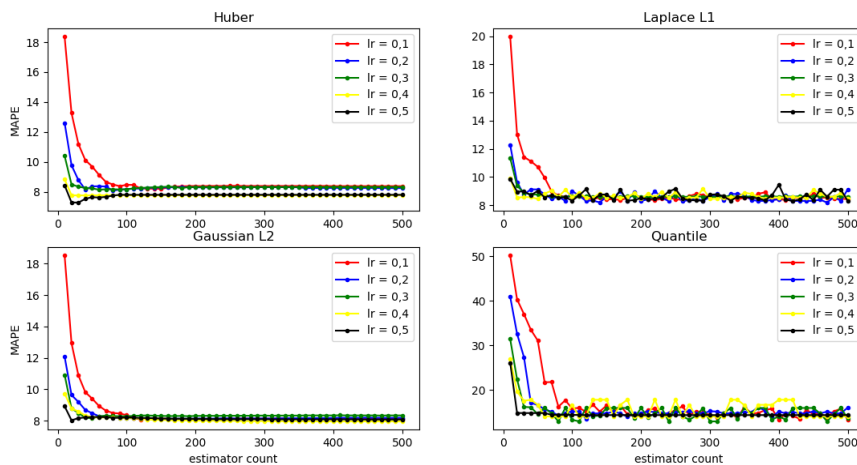 Huber
MAPE
18
16
14
12
10
8
0
100
200
300
400
500
lr = 0,1
lr = 0,2
lr = 0,3
lr = 0,4
lr = 0,5
Laplace L1
20
18
16
14
12
10
8
0
100
200
300
400
500
lr = 0,1
lr = 0,2
lr = 0,3
lr = 0,4
lr = 0,5
Gaussian L2
MAPE
18
16
14
12
10
8
0
100
200
300
400
500
estimator count
lr = 0,1
lr = 0,2
lr = 0,3
lr = 0,4
lr = 0,5
Quantile
50
40
30
20
0
100
200
300
400
500
estimator count
lr = 0,1
lr = 0,2
lr = 0,3
lr = 0,4
lr = 0,5